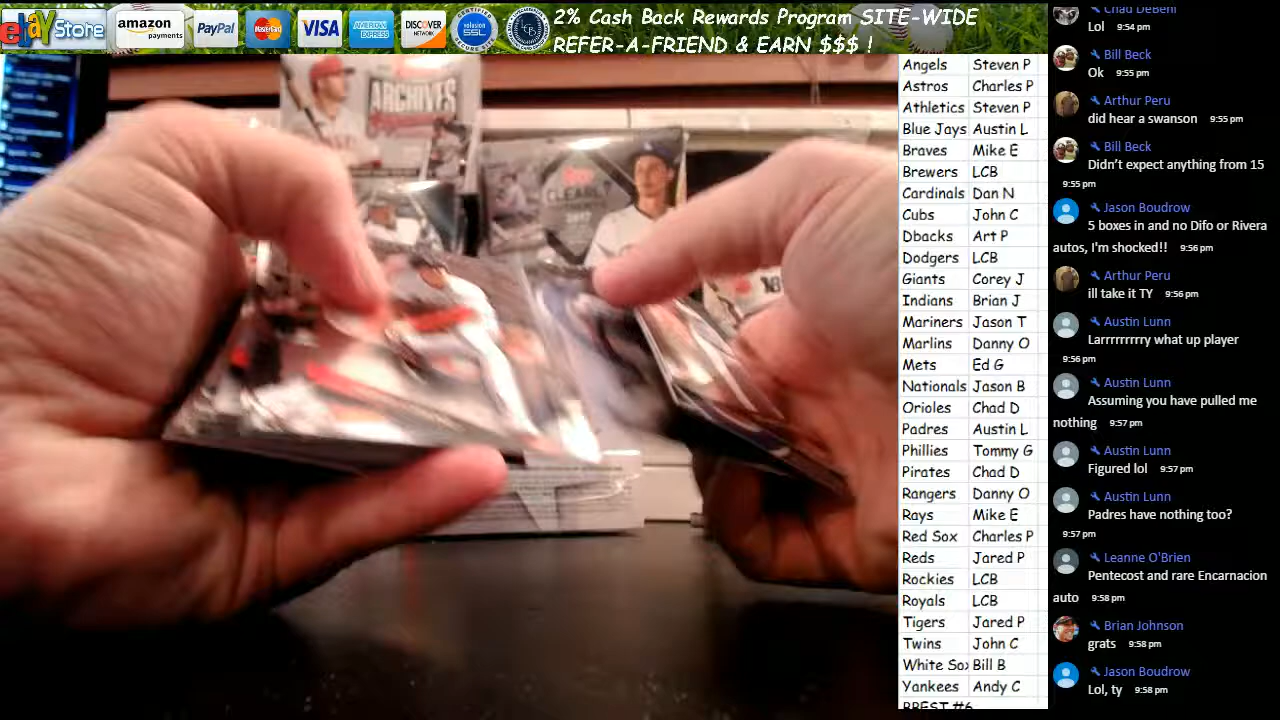 ebay Store
amazon
payments
PayPal
MasterCard
VISA
AMERICAN
EXPRESS
DISCOVER
NETWORK
SSL
LCB
2% Cash Back Rewards Program SITE-WIDE
REFER-A-FRIEND & EARN $$$ !
ARCHIVES
CLEARLY
2017
Angels Steven P
Astros Charles P
Athletics Steven P
Blue Jays Austin L
Braves Mike E
Brewers LCB
Cardinals Dan N
Cubs John C
Dbacks Art P
Dodgers LCB
Giants Corey J
Indians Brian J
Mariners Jason T
Marlins Danny O
Mets Ed G
Nationals Jason B
Orioles Chad D
Padres Austin L
Phillies Tommy G
Pirates Chad D
Rangers Danny O
Rays Mike E
Red Sox Charles P
Reds Jared P
Rockies LCB
Royals LCB
Tigers Jared P
Twins John C
White Sox Bill B
Yankees Andy C
BBEST #6
Chad DeBell
Lol 9:54 pm
Bill Beck
Ok 9:55 pm
Arthur Peru
did hear a swanson 9:55 pm
Bill Beck
Didn't expect anything from 15
9:55 pm
Jason Boudrow
5 boxes in and no Difo or Rivera
autos, I'm shocked!! 9:56 pm
Arthur Peru
ill take it TY 9:56 pm
Austin Lunn
Larrrrrrrry what up player
9:56 pm
Austin Lunn
Assuming you have pulled me
nothing 9:57 pm
Austin Lunn
Figured lol 9:57 pm
Austin Lunn
Padres have nothing too?
9:57 pm
Leanne O'Brien
Pentecost and rare Encarnacion
auto 9:58 pm
Brian Johnson
grats 9:58 pm
Jason Boudrow
Lol, ty 9:58 pm